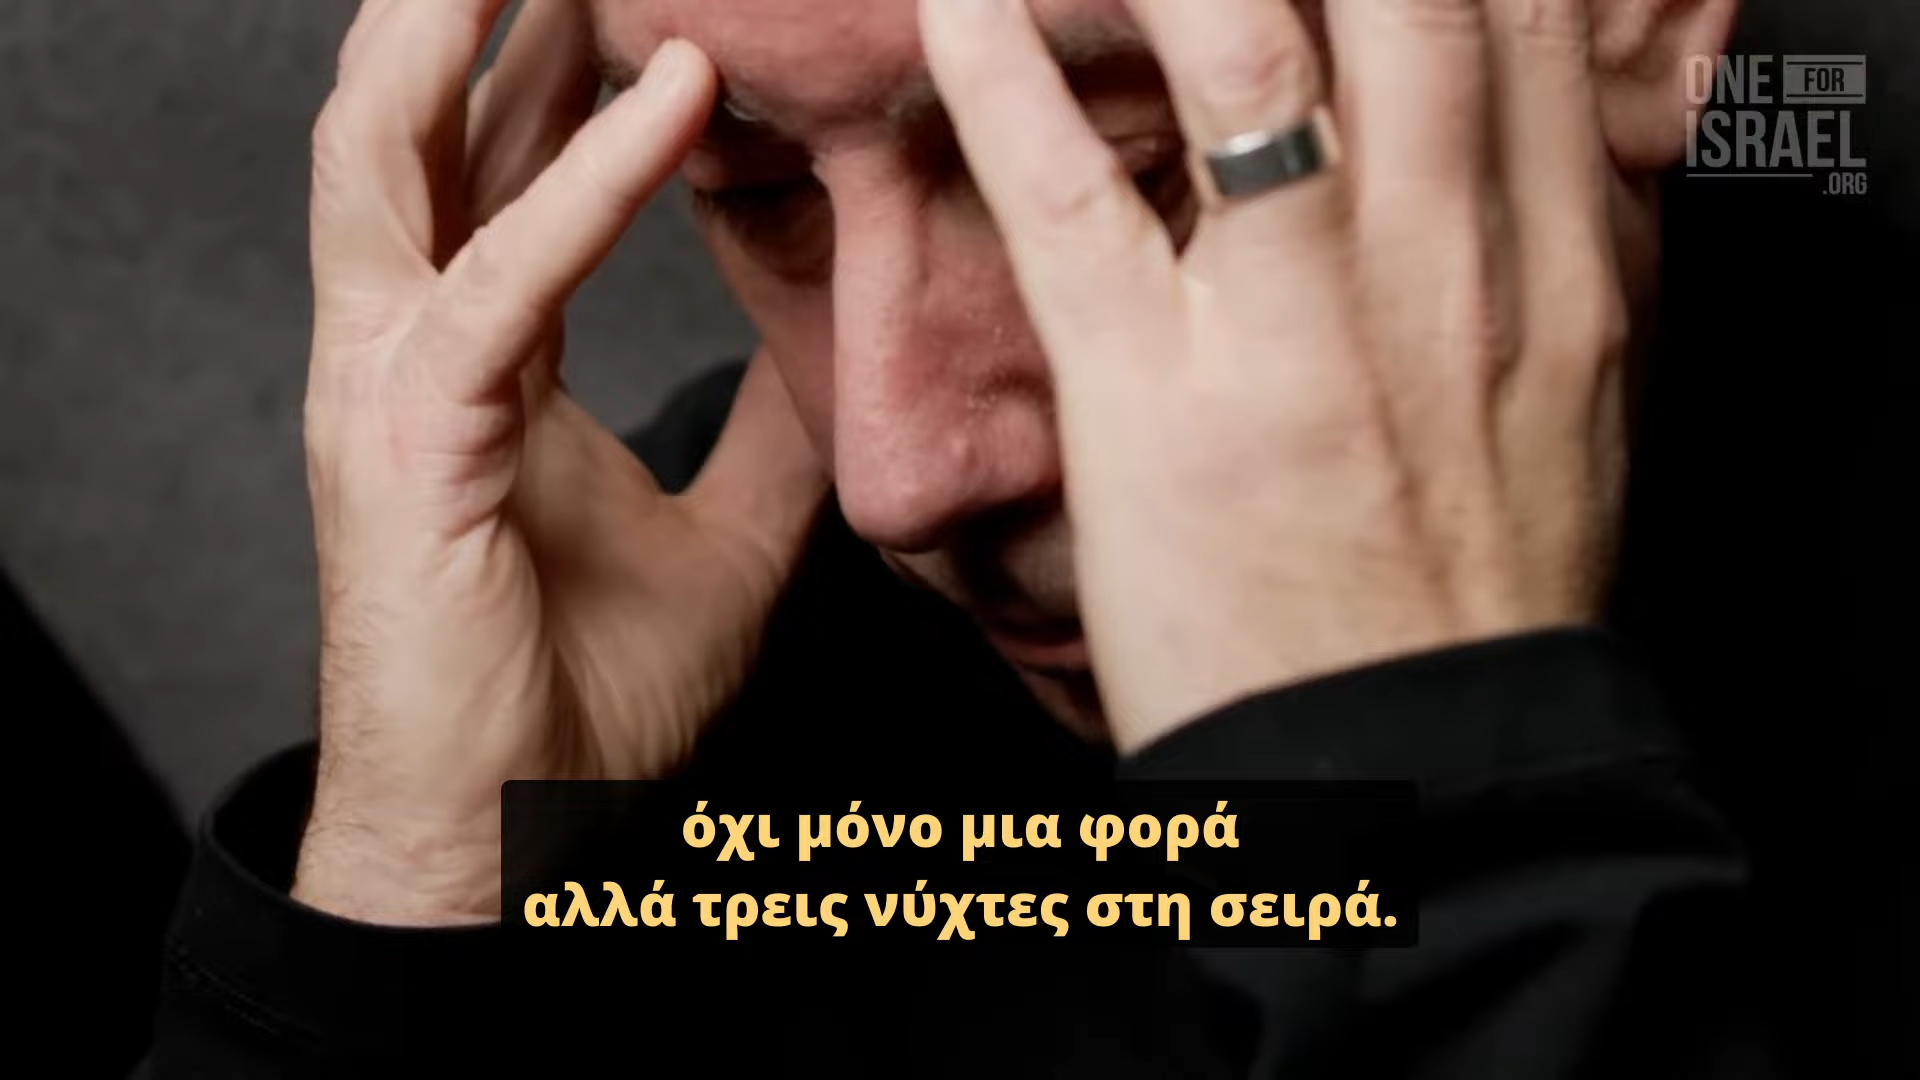 ONE FOR
ISRAEL
.ORG
όχι μόνο μια φορά
αλλά τρεις νύχτες στη σειρά.